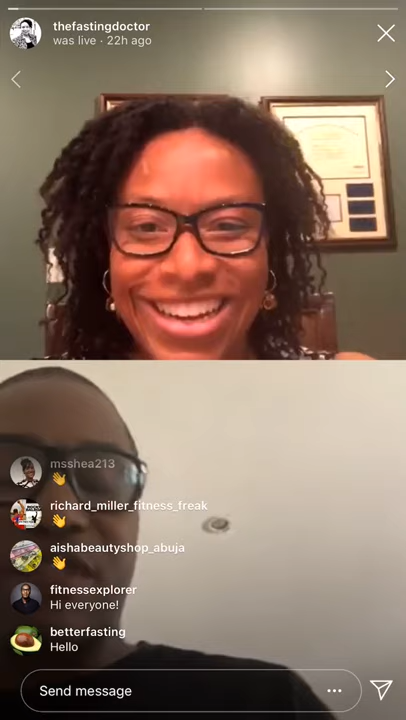 thefastingdoctor
was live · 22h ago
msshea213
👋
richard_miller_fitness_freak
👋
aishabeautyshop_abuja
👋
fitnessexplorer
Hi everyone!
betterfasting
Hello
Send message